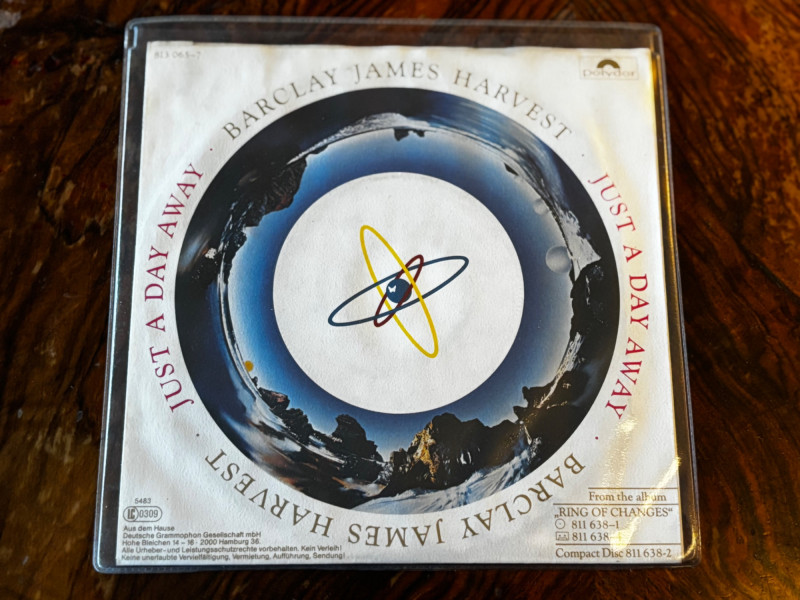 813 065-7
polydor
BARCLAY JAMES HARVEST
JUST A DAY AWAY
BARCLAY JAMES HARVEST
JUST A DAY AWAY
5483
LC 0309
Aus dem Hause
Deutsche Grammophon Gesellschaft mbH
Hohe Bleichen 14 - 16 · 2000 Hamburg 36.
Alle Urheber- und Leistungsschutzrechte vorbehalten. Kein Verleih!
Keine unerlaubte Vervielfältigung, Vermietung, Aufführung, Sendung!
From the album
„RING OF CHANGES"
811 638-1
811 638-
Compact Disc 811 638-2